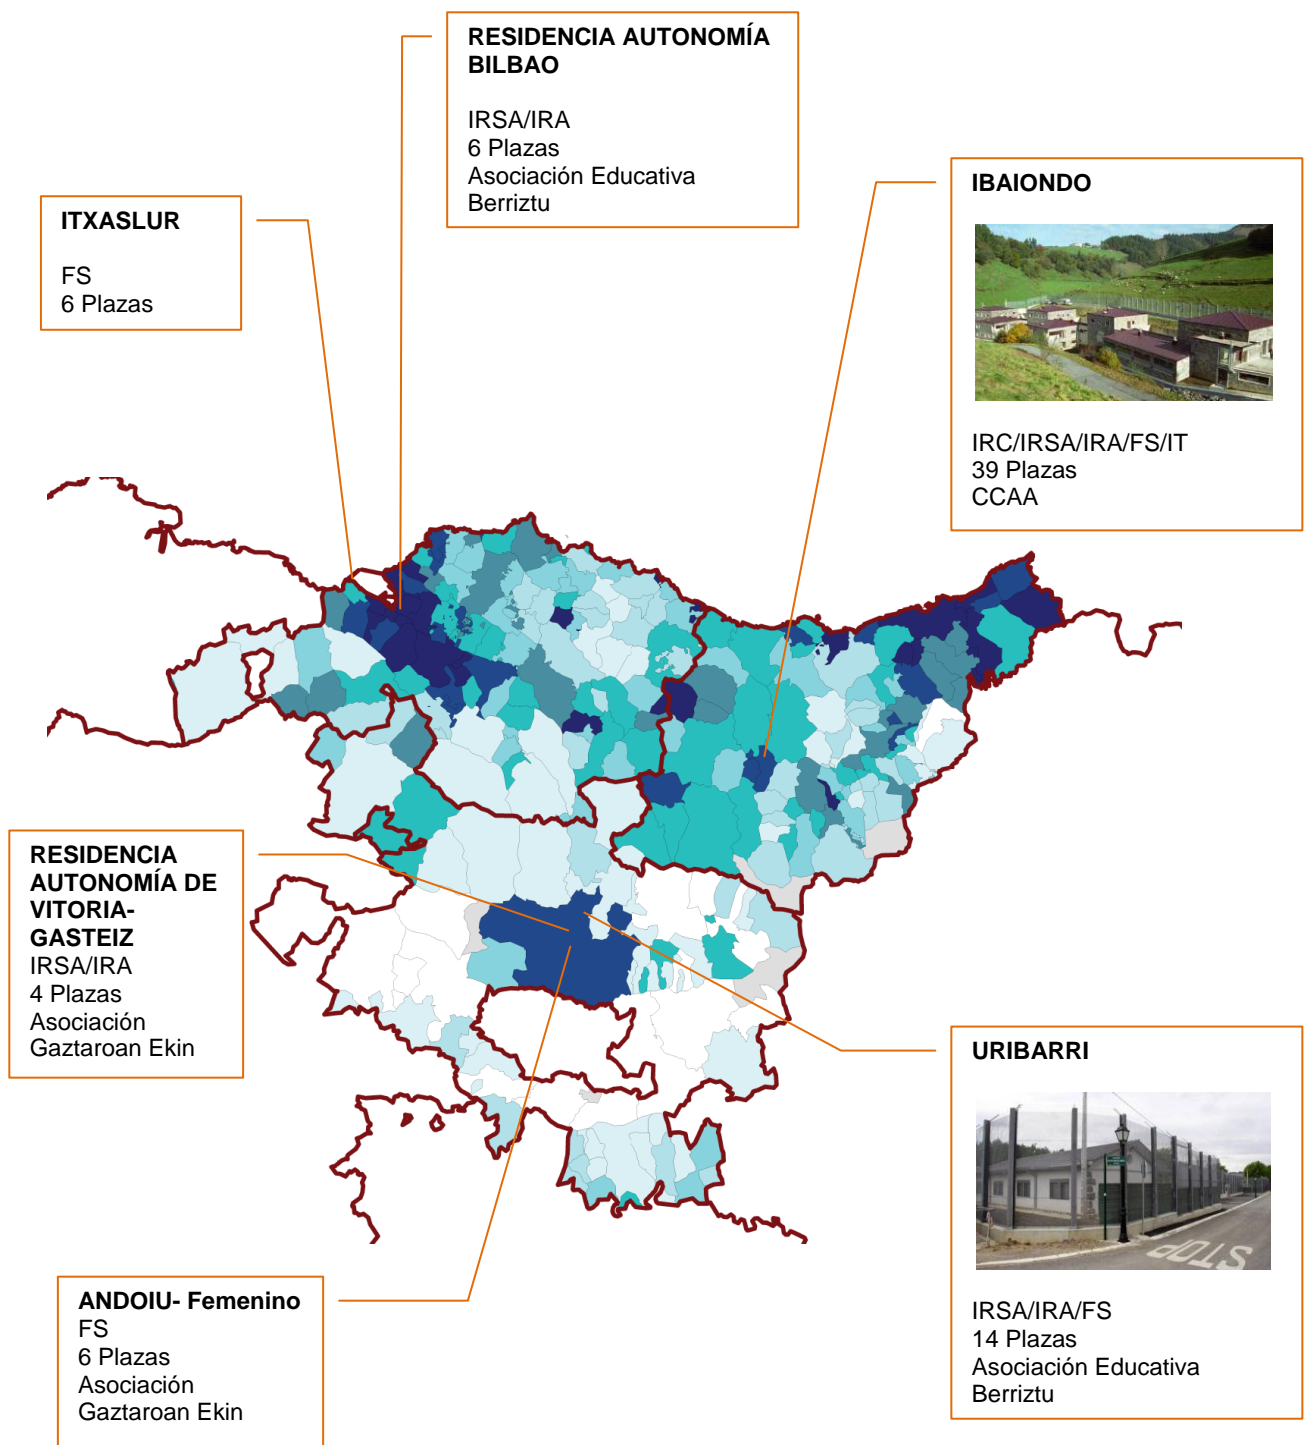 RESIDENCIA AUTONOMÍA
BILBAO
IRSA/IRA
6 Plazas
Asociación Educativa
Berriztu
ITXASLUR
FS
6 Plazas
IBAIONDO
IRC/IRSA/IRA/FS/IT
39 Plazas
CCAA
RESIDENCIA
AUTONOMÍA DE
VITORIA-
GASTEIZ
IRSA/IRA
4 Plazas
Asociación
Gaztaroan Ekin
URIBARRI
STOP
IRSA/IRA/FS
14 Plazas
Asociación Educativa
Berriztu
ANDOIU- Femenino
FS
6 Plazas
Asociación
Gaztaroan Ekin